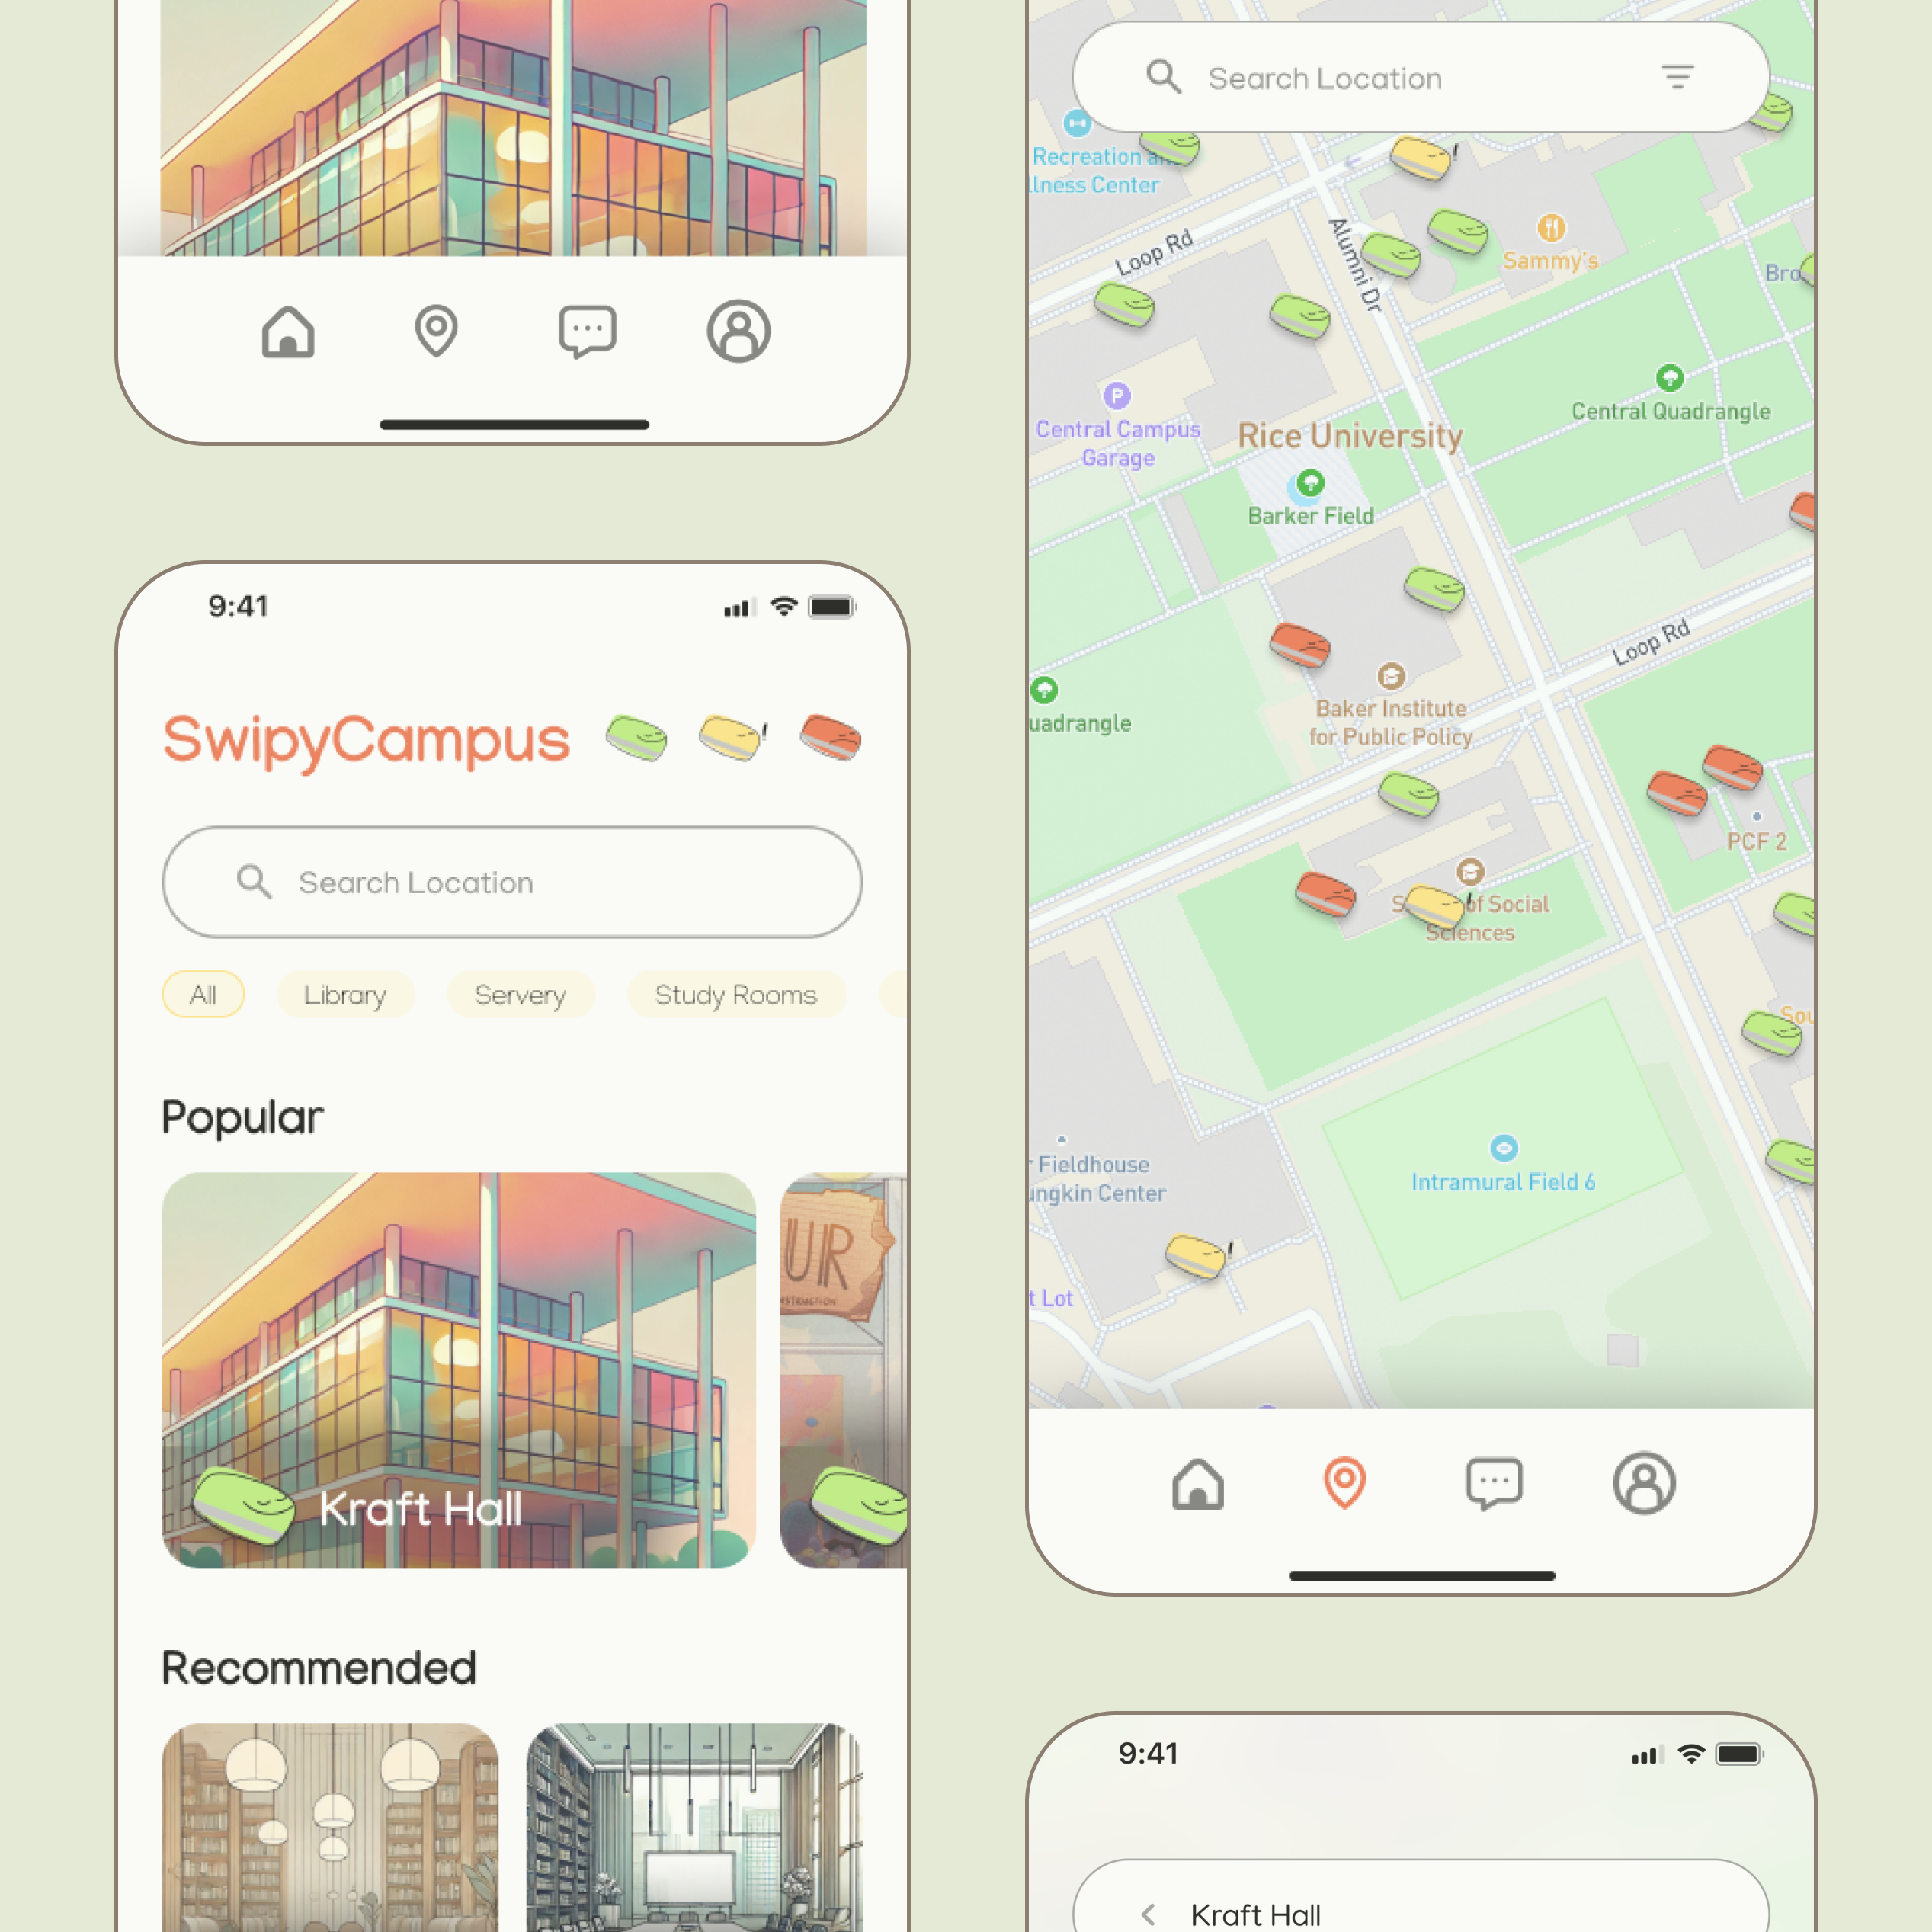 9:41
SwipyCampus
Search Location
All
Library
Servery
Study Rooms
Popular
UR
Kraft Hall
Recommended
Search Location
Recreation an
llness Center
Loop Rd
Alumni Dr
Sammy's
Bro
Central Quadrangle
Central Campus
Garage
Rice University
Barker Field
Loop Rd
uadrangle
Baker Institute
for Public Policy
PCF 2
of Social
Sciences
Sou
Fieldhouse
ungkin Center
Intramural Field 6
t Lot
9:41
Kraft Hall